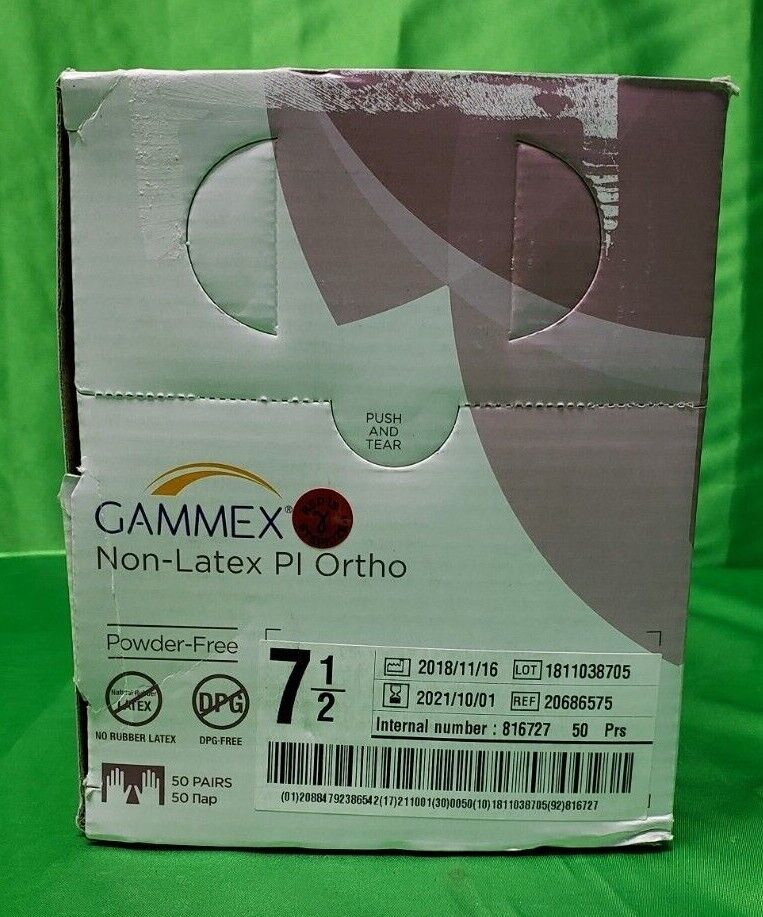 PUSH
AND
TEAR
GAMMEX®
Non-Latex PI Ortho
Powder-Free
7 1/2
2018/11/16 LOT 1811038705
2021/10/01 REF 20686575
Internal number : 816727 50 Prs
Natural Rubber
LATEX
DPG
NO RUBBER LATEX DPG-FREE
50 PAIRS
50 Пар
(01)20884792386542(17)211001(30)0050(10)1811038705(92)816727